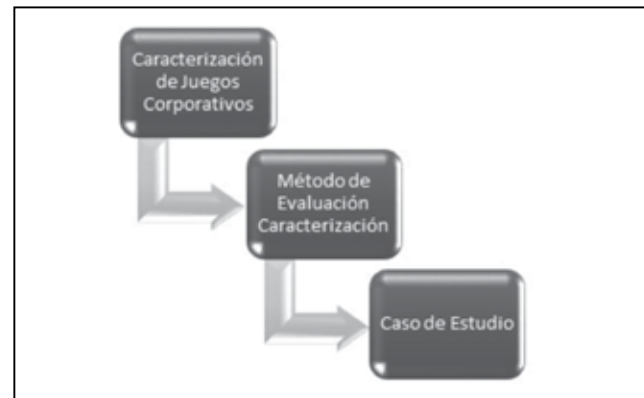 Caracterización
de Juegos
Corporativos
Método de
Evaluación
Caracterización
Caso de Estudio